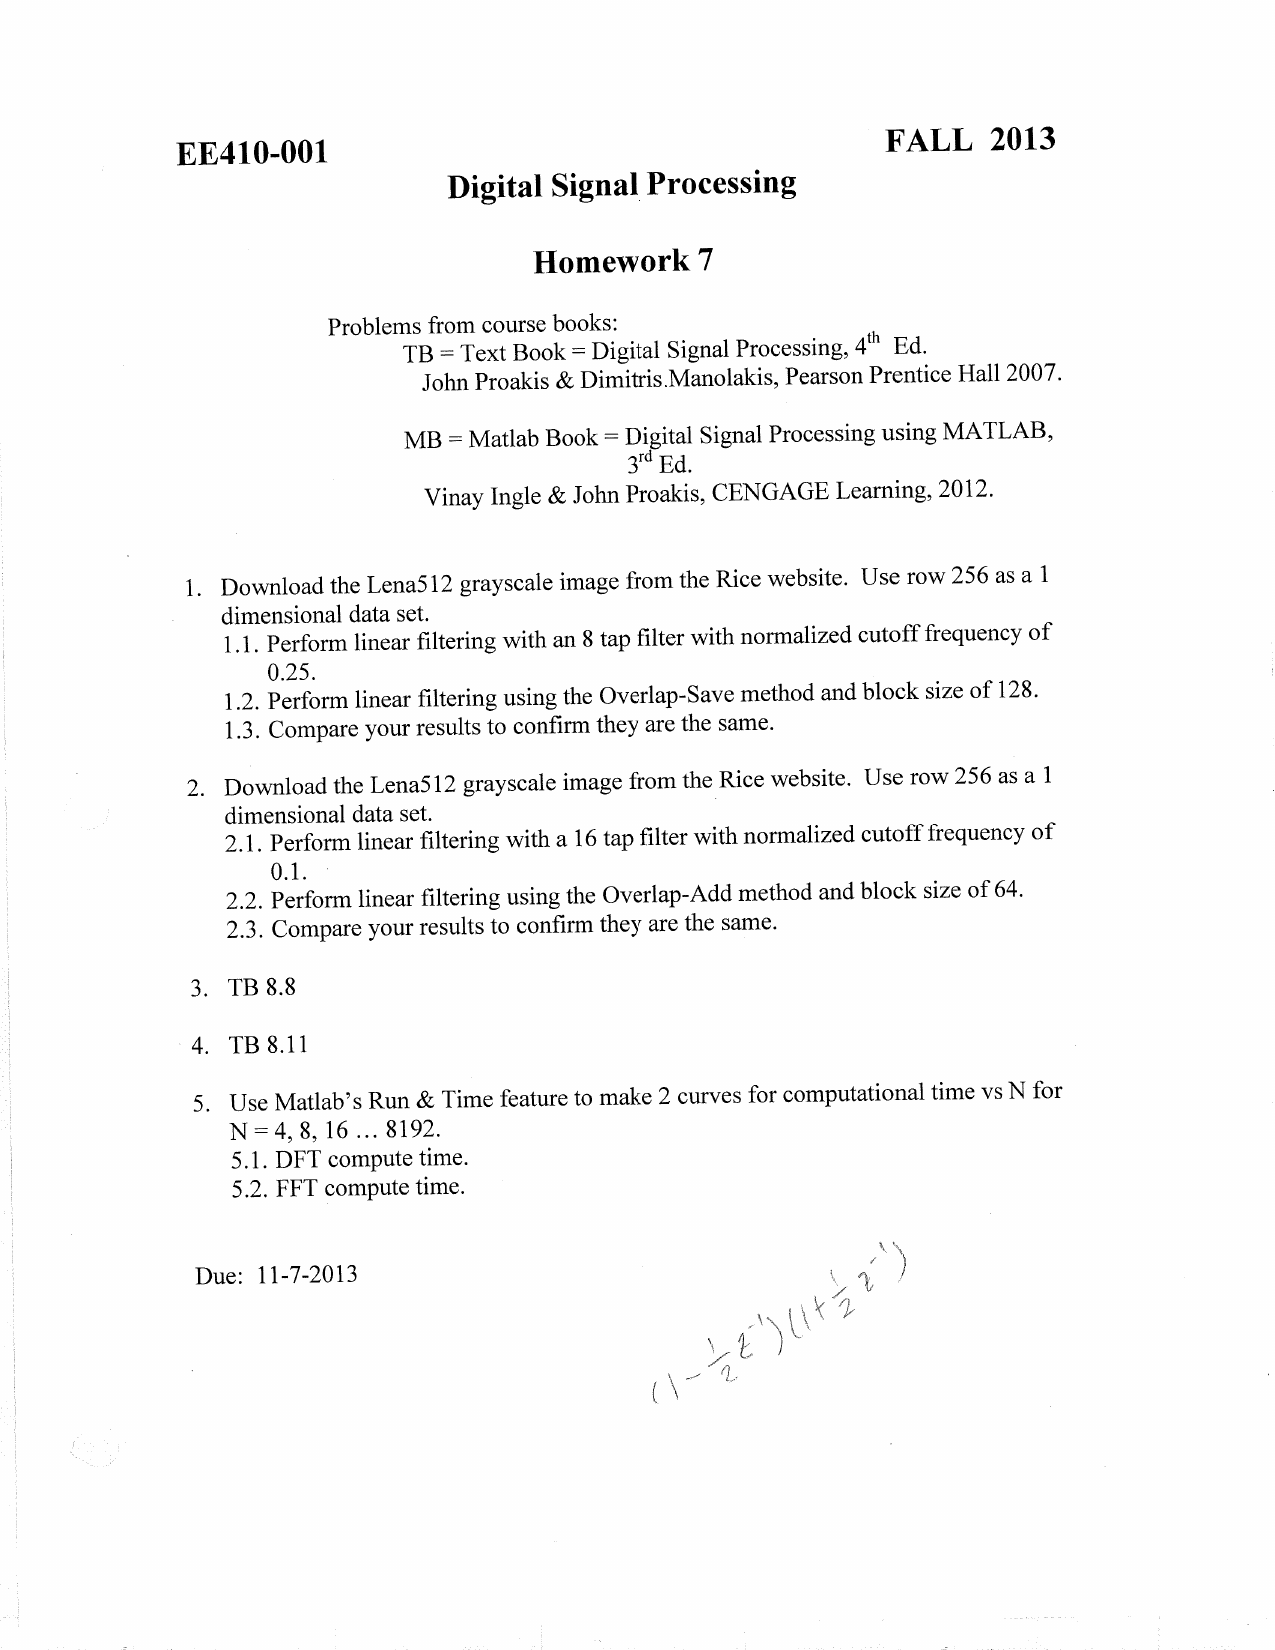 EE410-001 FALL 2013
Digital Signal Processing
Homework 7
Problems from course books:
TB = Text Book = Digital Signal Processing, 4th Ed.
John Proakis & Dimitris.Manolakis, Pearson Prentice Hall 2007.
MB = Matlab Book = Digital Signal Processing using MATLAB,
3rd Ed.
Vinay Ingle & John Proakis, CENGAGE Learning, 2012.
1. Download the Lena512 grayscale image from the Rice website. Use row 256 as a 1
dimensional data set.
1.1. Perform linear filtering with an 8 tap filter with normalized cutoff frequency of
0.25.
1.2. Perform linear filtering using the Overlap-Save method and block size of 128.
1.3. Compare your results to confirm they are the same.
2. Download the Lena512 grayscale image from the Rice website. Use row 256 as a 1
dimensional data set.
2.1. Perform linear filtering with a 16 tap filter with normalized cutoff frequency of
0.1.
2.2. Perform linear filtering using the Overlap-Add method and block size of 64.
2.3. Compare your results to confirm they are the same.
3. TB 8.8
4. TB 8.11
5. Use Matlab's Run & Time feature to make 2 curves for computational time vs N for
N = 4, 8, 16 ... 8192.
5.1. DFT compute time.
5.2. FFT compute time.
Due: 11-7-2013
(1-1/2 z^-1)(1+1/2 z^-1)